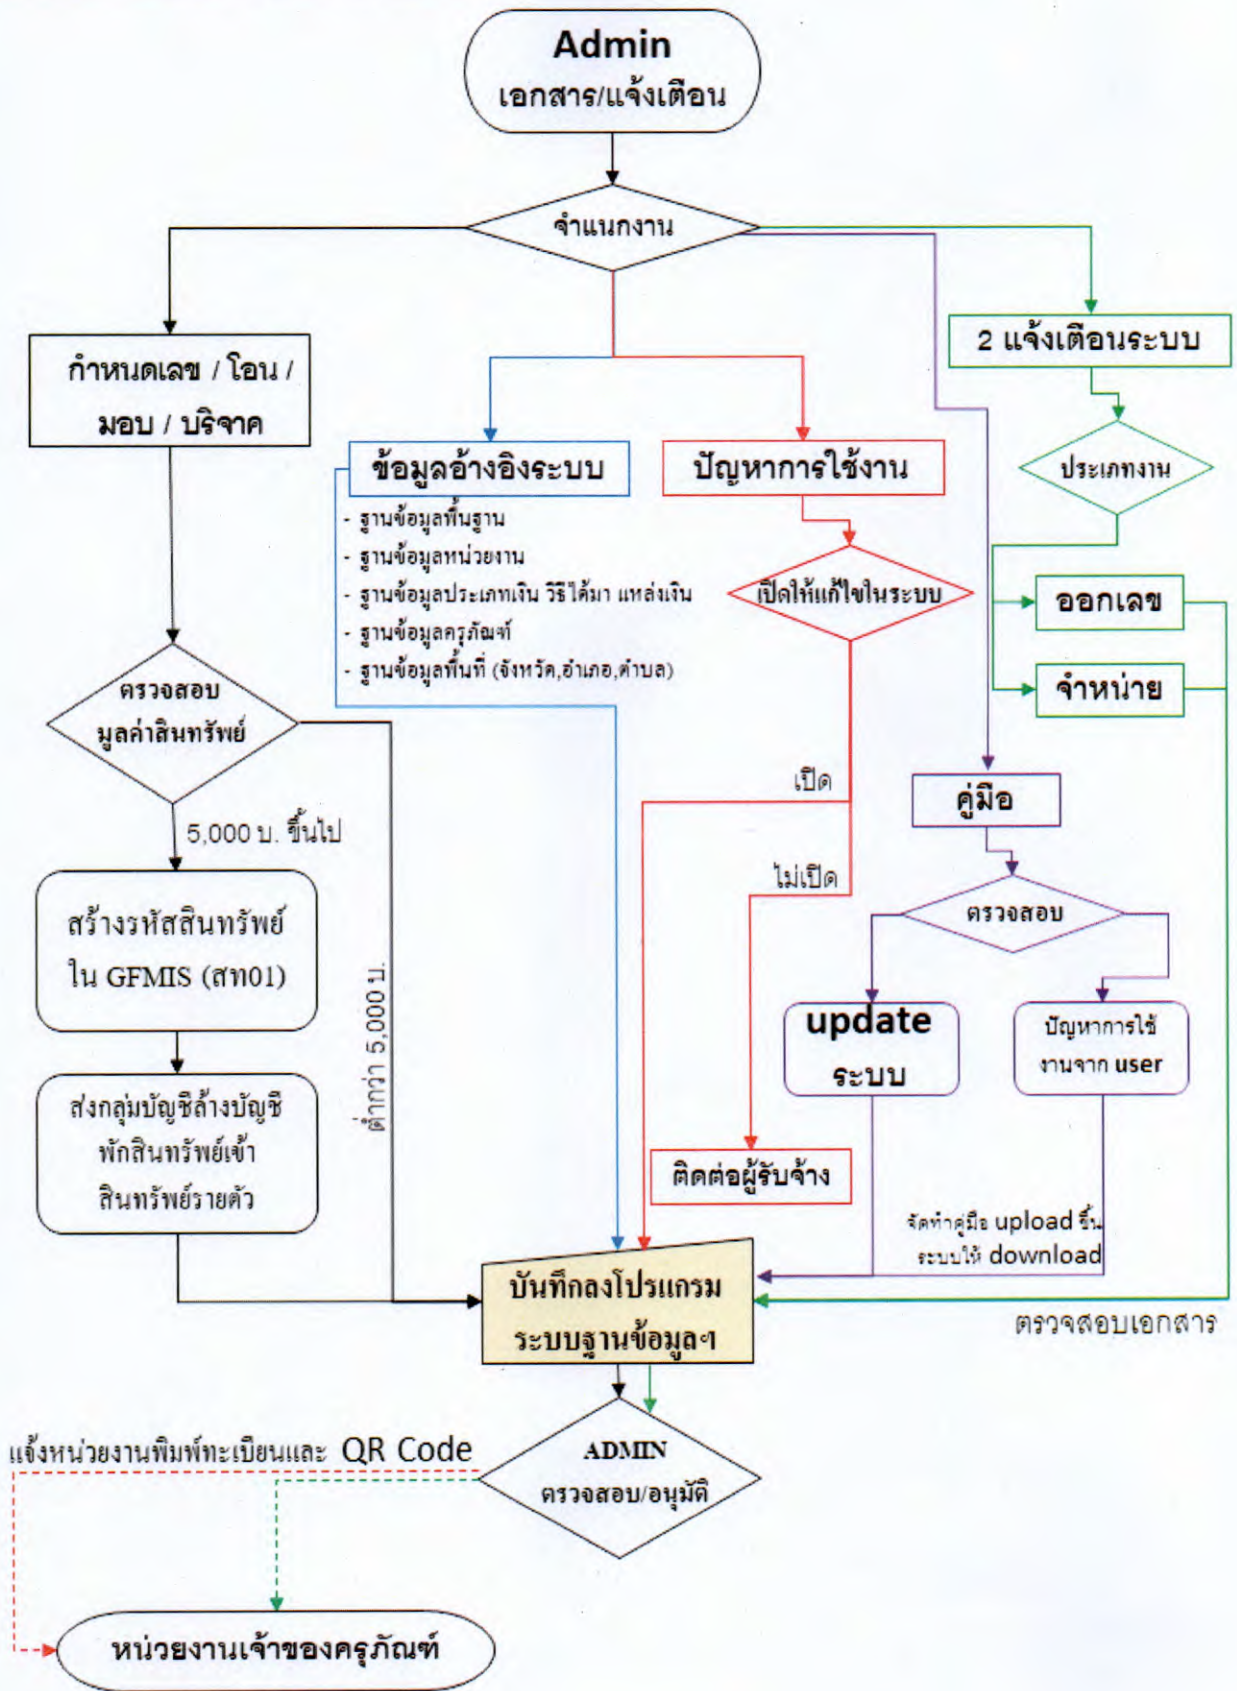 Admin
เอกสาร/แจ้งเตือน
จำแนกงาน
กำหนดเลข / โอน /
มอบ / บริจาค
2 แจ้งเตือนระบบ
ข้อมูลอ้างอิงระบบ
- ฐานข้อมูลพื้นฐาน
- ฐานข้อมูลหน่วยงาน
- ฐานข้อมูลประเภทเงิน วิธีได้มา แหล่งเงิน
- ฐานข้อมูลครุภัณฑ์
- ฐานข้อมูลพื้นที่ (จังหวัด,อำเภอ,ตำบล)
ปัญหาการใช้งาน
เปิดให้แก้ไขในระบบ
ประเภทงาน
ออกเลข
จำหน่าย
ตรวจสอบ
มูลค่าสินทรัพย์
5,000 บ. ขึ้นไป
ต่ำกว่า 5,000 บ.
เปิด
ไม่เปิด
คู่มือ
ตรวจสอบ
สร้างรหัสสินทรัพย์
ใน GFMIS (สท01)
update
ระบบ
ปัญหาการใช้
งานจาก user
ส่งกลุ่มบัญชีล้างบัญชี
พักสินทรัพย์เข้า
สินทรัพย์รายตัว
ติดต่อผู้รับจ้าง
จัดทำคู่มือ upload ขึ้น
ระบบให้ download
บันทึกลงโปรแกรม
ระบบฐานข้อมูลฯ
ตรวจสอบเอกสาร
แจ้งหน่วยงานพิมพ์ทะเบียนและ QR Code
ADMIN
ตรวจสอบ/อนุมัติ
หน่วยงานเจ้าของครุภัณฑ์